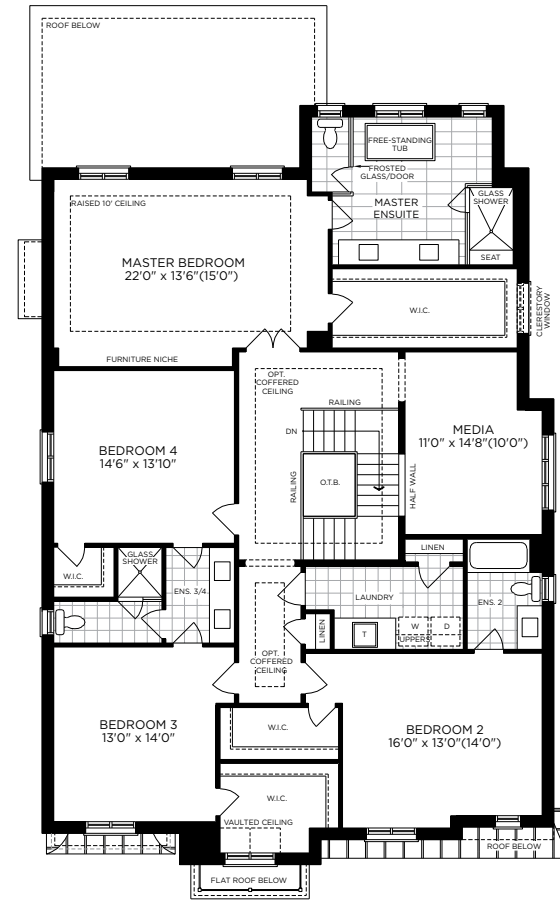 ROOF BELOW
FREE-STANDING
TUB
FROSTED
GLASS/DOOR
MASTER
ENSUITE
GLASS
SHOWER
SEAT
RAISED 10' CEILING
MASTER BEDROOM
22'0" x 13'6"(15'0")
W.I.C.
CLERESTORY
WINDOW
FURNITURE NICHE
OPT.
COFFERED
CEILING
RAILING
DN
RAILING
O.T.B.
HALF WALL
MEDIA
11'0" x 14'8"(10'0")
BEDROOM 4
14'6" x 13'10"
W.I.C.
GLASS
SHOWER
ENS. 3/4
LINEN
LAUNDRY
ENS. 2
LINEN
T
W
D
UPPERS
OPT.
COFFERED
CEILING
BEDROOM 3
13'0" x 14'0"
W.I.C.
BEDROOM 2
16'0" x 13'0"(14'0")
W.I.C.
VAULTED CEILING
ROOF BELOW
FLAT ROOF BELOW